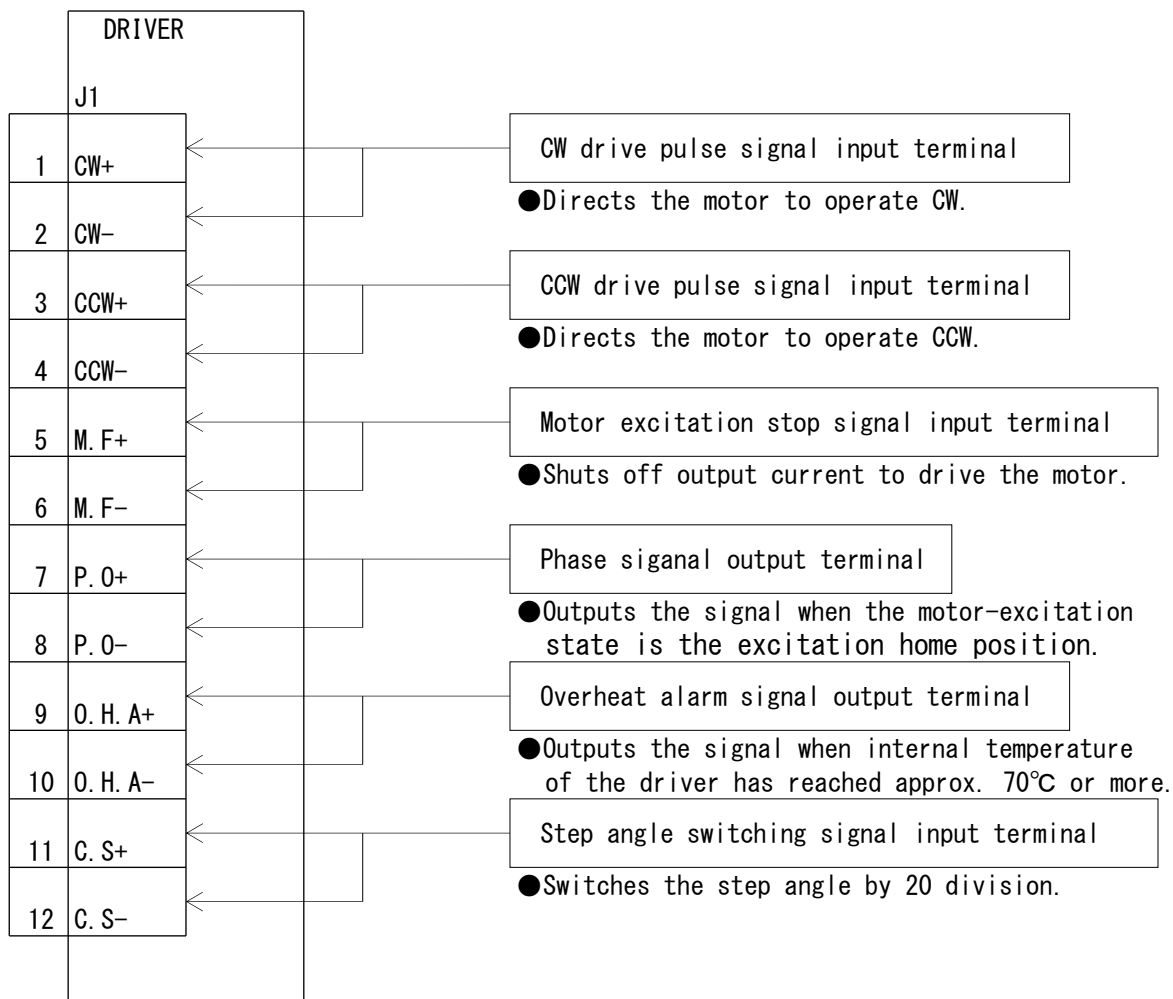 DRIVER
J1
1 CW+
CW drive pulse signal input terminal
●Directs the motor to operate CW.
2 CW-
3 CCW+
CCW drive pulse signal input terminal
●Directs the motor to operate CCW.
4 CCW-
5 M.F+
Motor excitation stop signal input terminal
●Shuts off output current to drive the motor.
6 M.F-
7 P.O+
Phase siganal output terminal
●Outputs the signal when the motor-excitation
state is the excitation home position.
8 P.O-
9 O.H.A+
Overheat alarm signal output terminal
●Outputs the signal when internal temperature
of the driver has reached approx. 70℃ or more.
10 O.H.A-
11 C.S+
Step angle switching signal input terminal
●Switches the step angle by 20 division.
12 C.S-